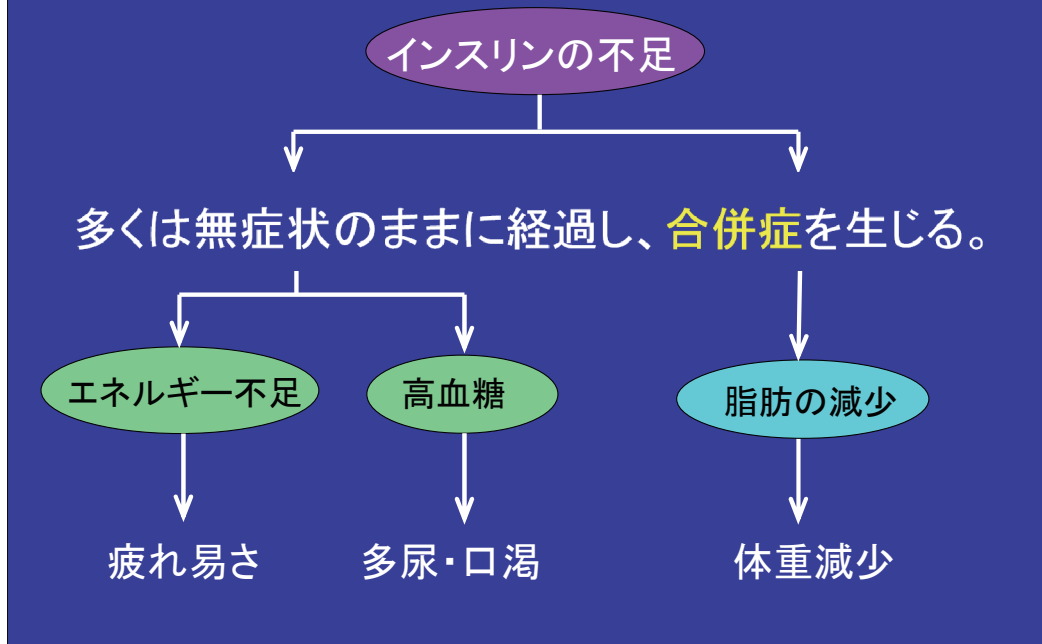 インスリンの不足
多くは無症状のままに経過し、合併症を生じる。
エネルギー不足
高血糖
脂肪の減少
疲れ易さ
多尿・口渇
体重減少